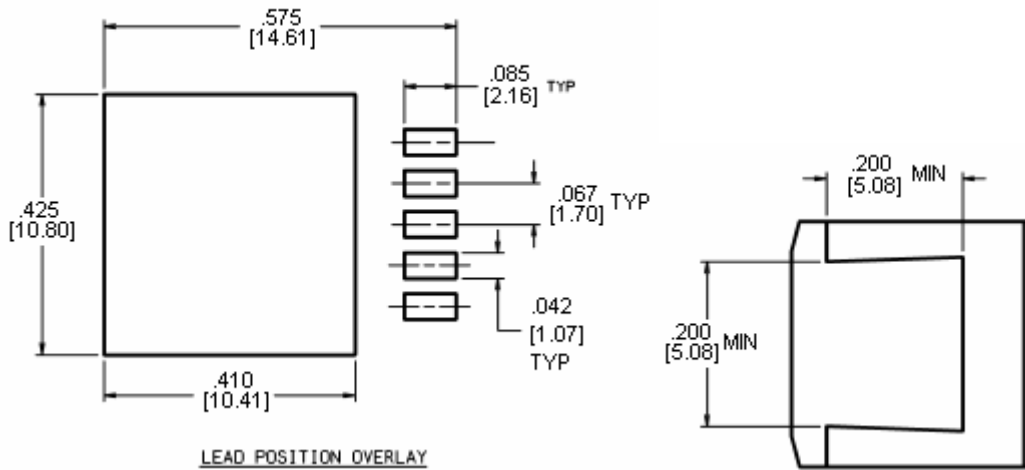 .575
[14.61]
.085 TYP
[2.16]
.425
[10.80]
.067 TYP
[1.70]
.042
[1.07]
TYP
.410
[10.41]
LEAD POSITION OVERLAY
.200 MIN
[5.08]
.200 MIN
[5.08]